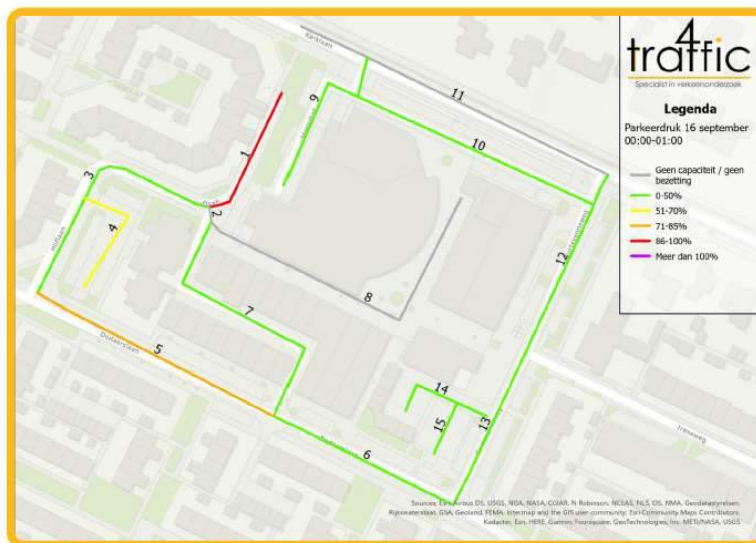 4
traffic
Specialist in verkeersonderzoek
Legenda
Parkeerdruk 16 september
00:00-01:00
Geen capaciteit / geen
bezetting
0-50%
51-70%
71-85%
86-100%
Meer dan 100%
Kerklaan
11
9
10
1
3
2
4
12
8
7
5
14
15
13
6
Ireneweg
Sources: Esri, Airbus DS, USGS, NGA, NASA, CGIAR, N Robinson, NCEAS, NLS, OS, NMA, Geodatastyrelsen,
Rijkswaterstaat, GSA, Geoland, FEMA, Intermap and the GIS user community; Esri Community Maps Contributors,
Kadaster, Esri, HERE, Garmin, Foursquare, GeoTechnologies, Inc, METI/NASA, USGS